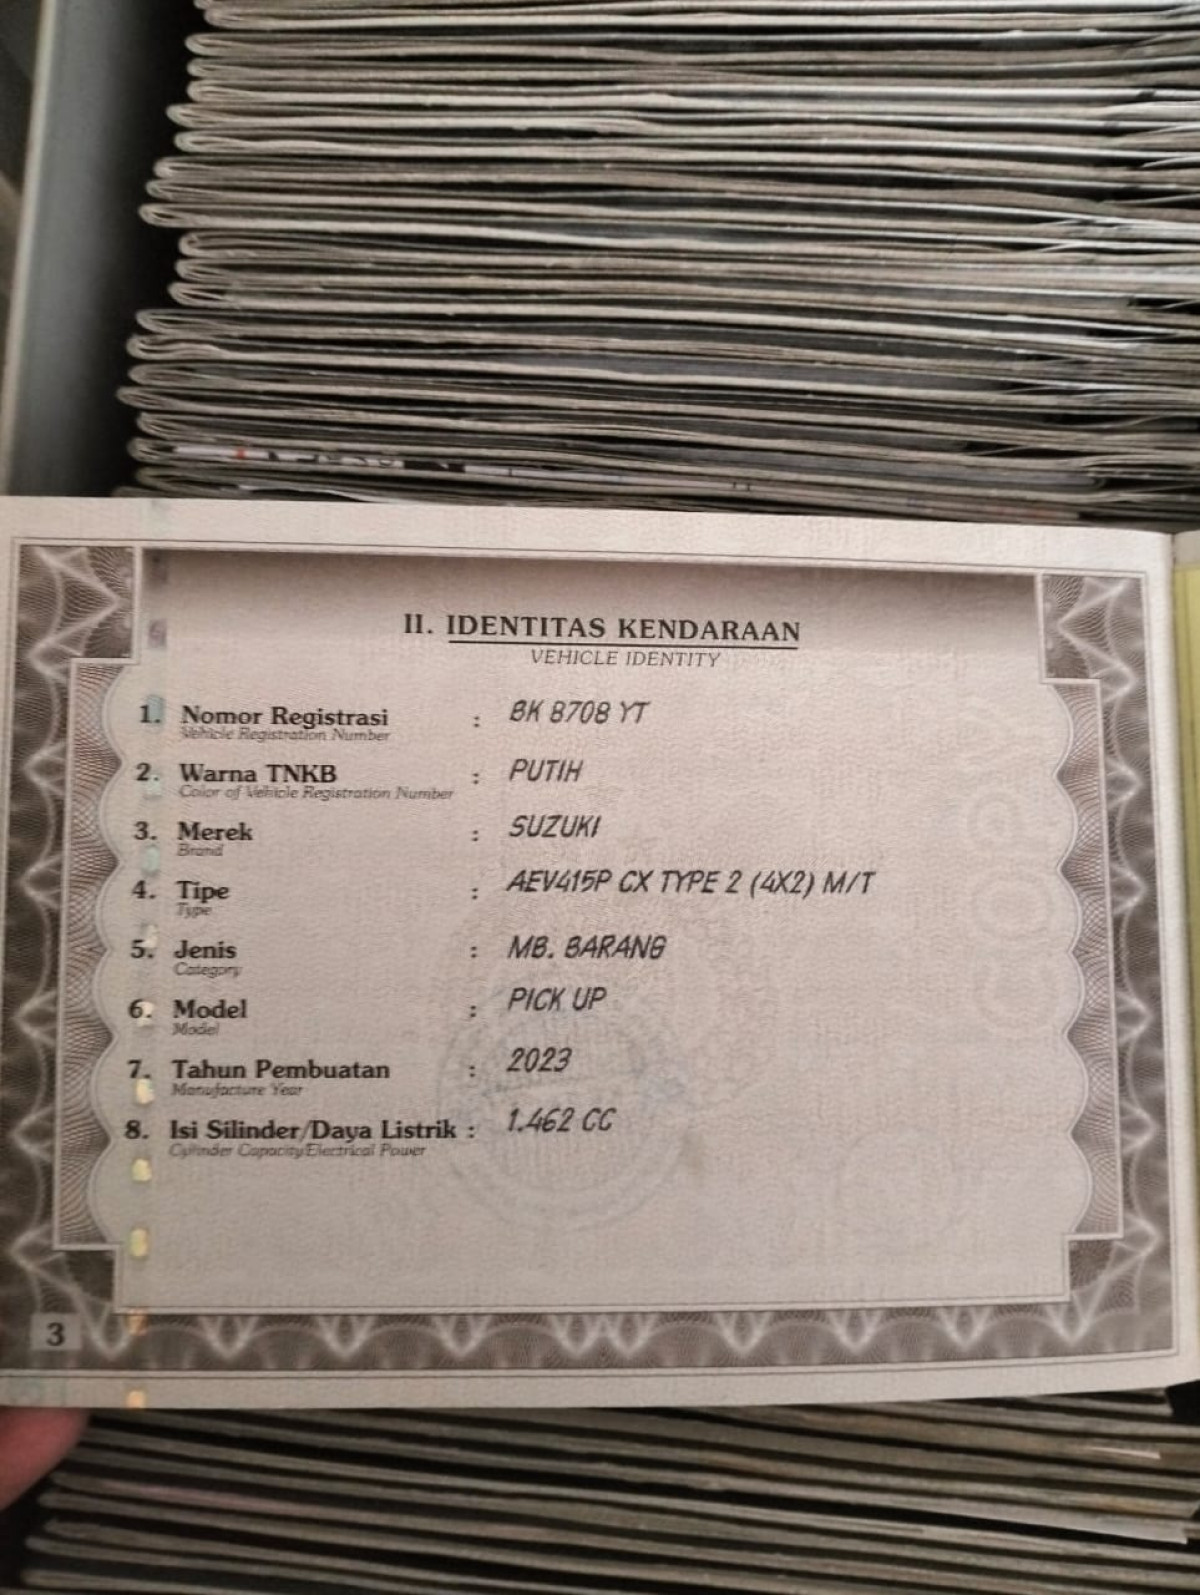 II. IDENTITAS KENDARAAN
VEHICLE IDENTITY
1. Nomor Registrasi : BK 8708 YT
Vehicle Registration Number
2. Warna TNKB : PUTIH
Color of Vehicle Registration Number
3. Merek : SUZUKI
Brand
4. Tipe : AEV415P CX TYPE 2 (4X2) M/T
Type
5. Jenis : MB. BARANG
Category
6. Model : PICK UP
Model
7. Tahun Pembuatan : 2023
Manufacture Year
8. Isi Silinder/Daya Listrik : 1.462 CC
Cylinder Capacity/Electrical Power
3